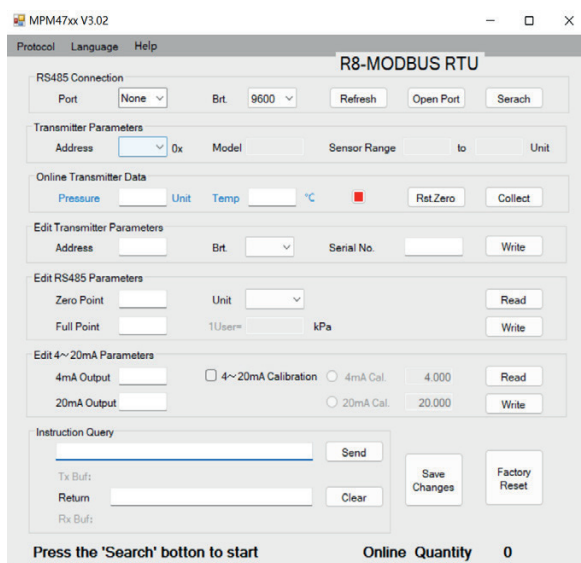 MPM47xx V3.02
Protocol Language Help
R8-MODBUS RTU
RS485 Connection
Port None Brt. 9600 Refresh Open Port Serach
Transmitter Parameters
Address 0x Model Sensor Range to Unit
Online Transmitter Data
Pressure Unit Temp °C Rst.Zero Collect
Edit Transmitter Parameters
Address Brt. Serial No. Write
Edit RS485 Parameters
Zero Point Unit Read
Full Point 1User= kPa Write
Edit 4~20mA Parameters
4mA Output 4~20mA Calibration 4mA Cal. 4.000 Read
20mA Output 20mA Cal. 20.000 Write
Instruction Query
Send
Tx Buf:
Return Clear
Rx Buf:
Save
Changes
Factory
Reset
Press the 'Search' botton to start Online Quantity 0